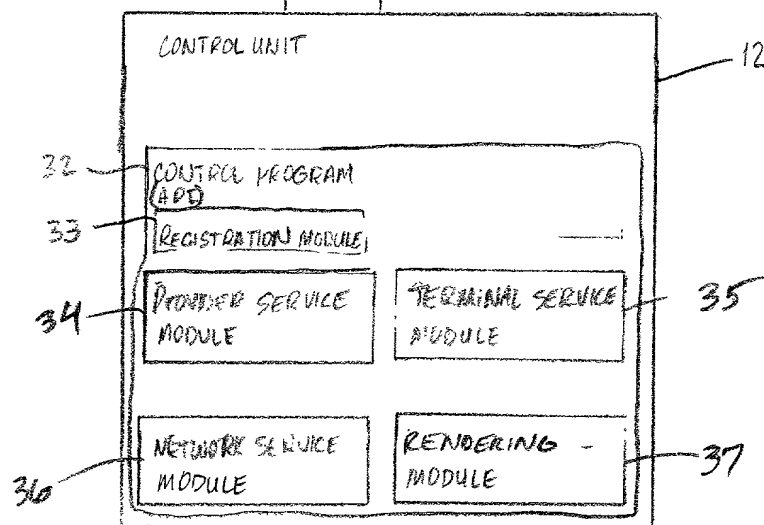 CONTROL UNIT
12
32
CONTROL PROGRAM
33
REGISTRATION MODULE
34
PROVIDER SERVICE
MODULE
TERMINAL SERVICE
MODULE
35
36
NETWORK SERVICE
MODULE
RENDERING
MODULE
37